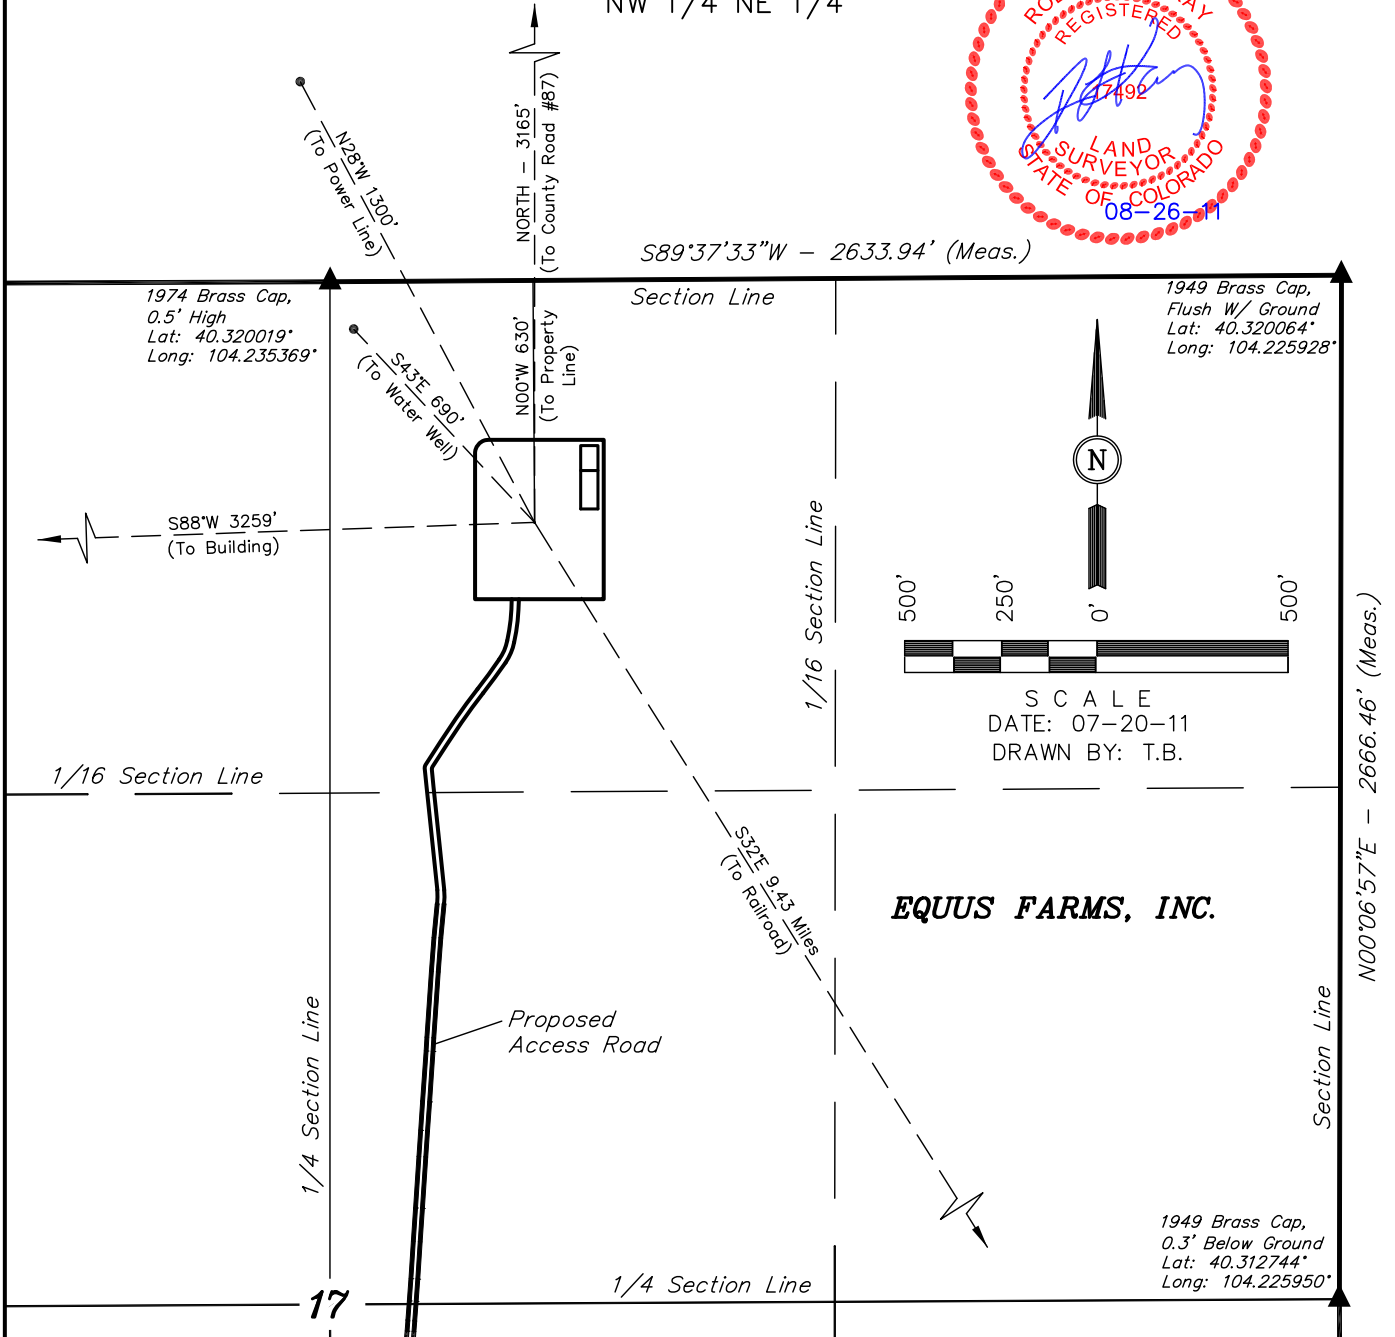 NW 1/4 NE 1/4
REGISTERED
17492
LAND
SURVEYOR
STATE OF COLORADO
08-26-11
N28°W 1300'
(To Power Line)
NORTH - 3165'
(To County Road #87)
S89°37'33"W - 2633.94' (Meas.)
Section Line
1974 Brass Cap,
0.5' High
Lat: 40.320019°
Long: 104.235369°
1949 Brass Cap,
Flush W/ Ground
Lat: 40.320064°
Long: 104.225928°
S43°E 690'
(To Water Well)
N00°W 630'
(To Property
Line)
N
S88°W 3259'
(To Building)
1/16 Section Line
500'
250'
0'
500'
SCALE
DATE: 07-20-11
DRAWN BY: T.B.
N00°06'57"E - 2666.46' (Meas.)
1/16 Section Line
S32°E 9.43 Miles
(To Railroad)
EQUUS FARMS, INC.
Proposed
Access Road
1/4 Section Line
Section Line
1949 Brass Cap,
0.3' Below Ground
Lat: 40.312744°
Long: 104.225950°
1/4 Section Line
17